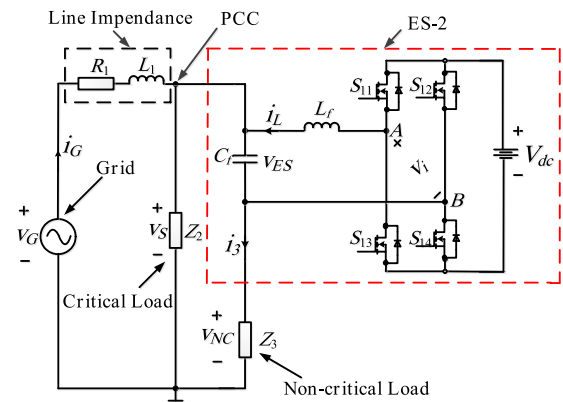 Line Impendance
PCC
ES-2
R1
L1
S11
S12
Lf
iL
A
iG
Cf
vES
vi
+
Vdc
-
Grid
B
+
vG
-
+
vS
-
Z2
i3
S13
S14
Critical Load
+
vNC
-
Z3
Non-critical Load